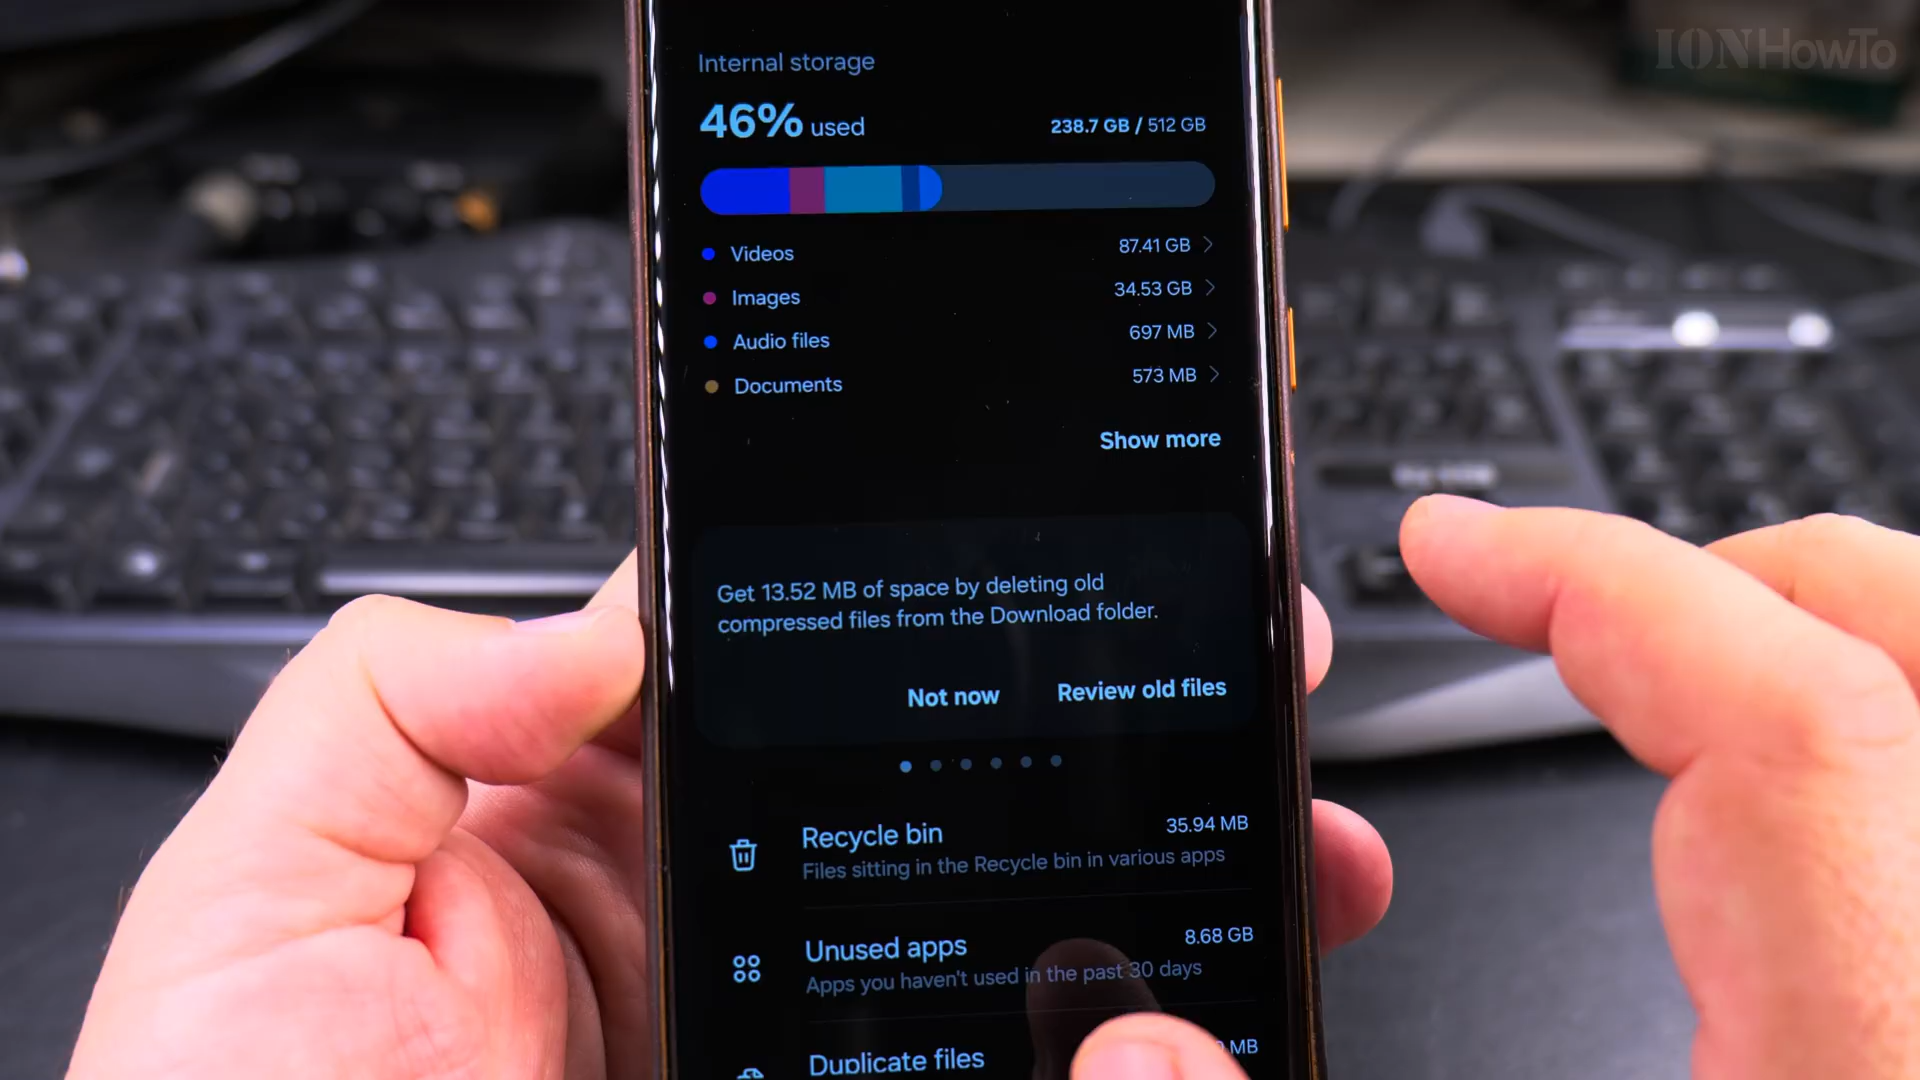 IONHowTo
Internal storage
46% used
238.7 GB / 512 GB
Videos 87.41 GB
Images 34.53 GB
Audio files 697 MB
Documents 573 MB
Show more
Get 13.52 MB of space by deleting old
compressed files from the Download folder.
Not now Review old files
Recycle bin 35.94 MB
Files sitting in the Recycle bin in various apps
Unused apps 8.68 GB
Apps you haven't used in the past 30 days
Duplicate files MB